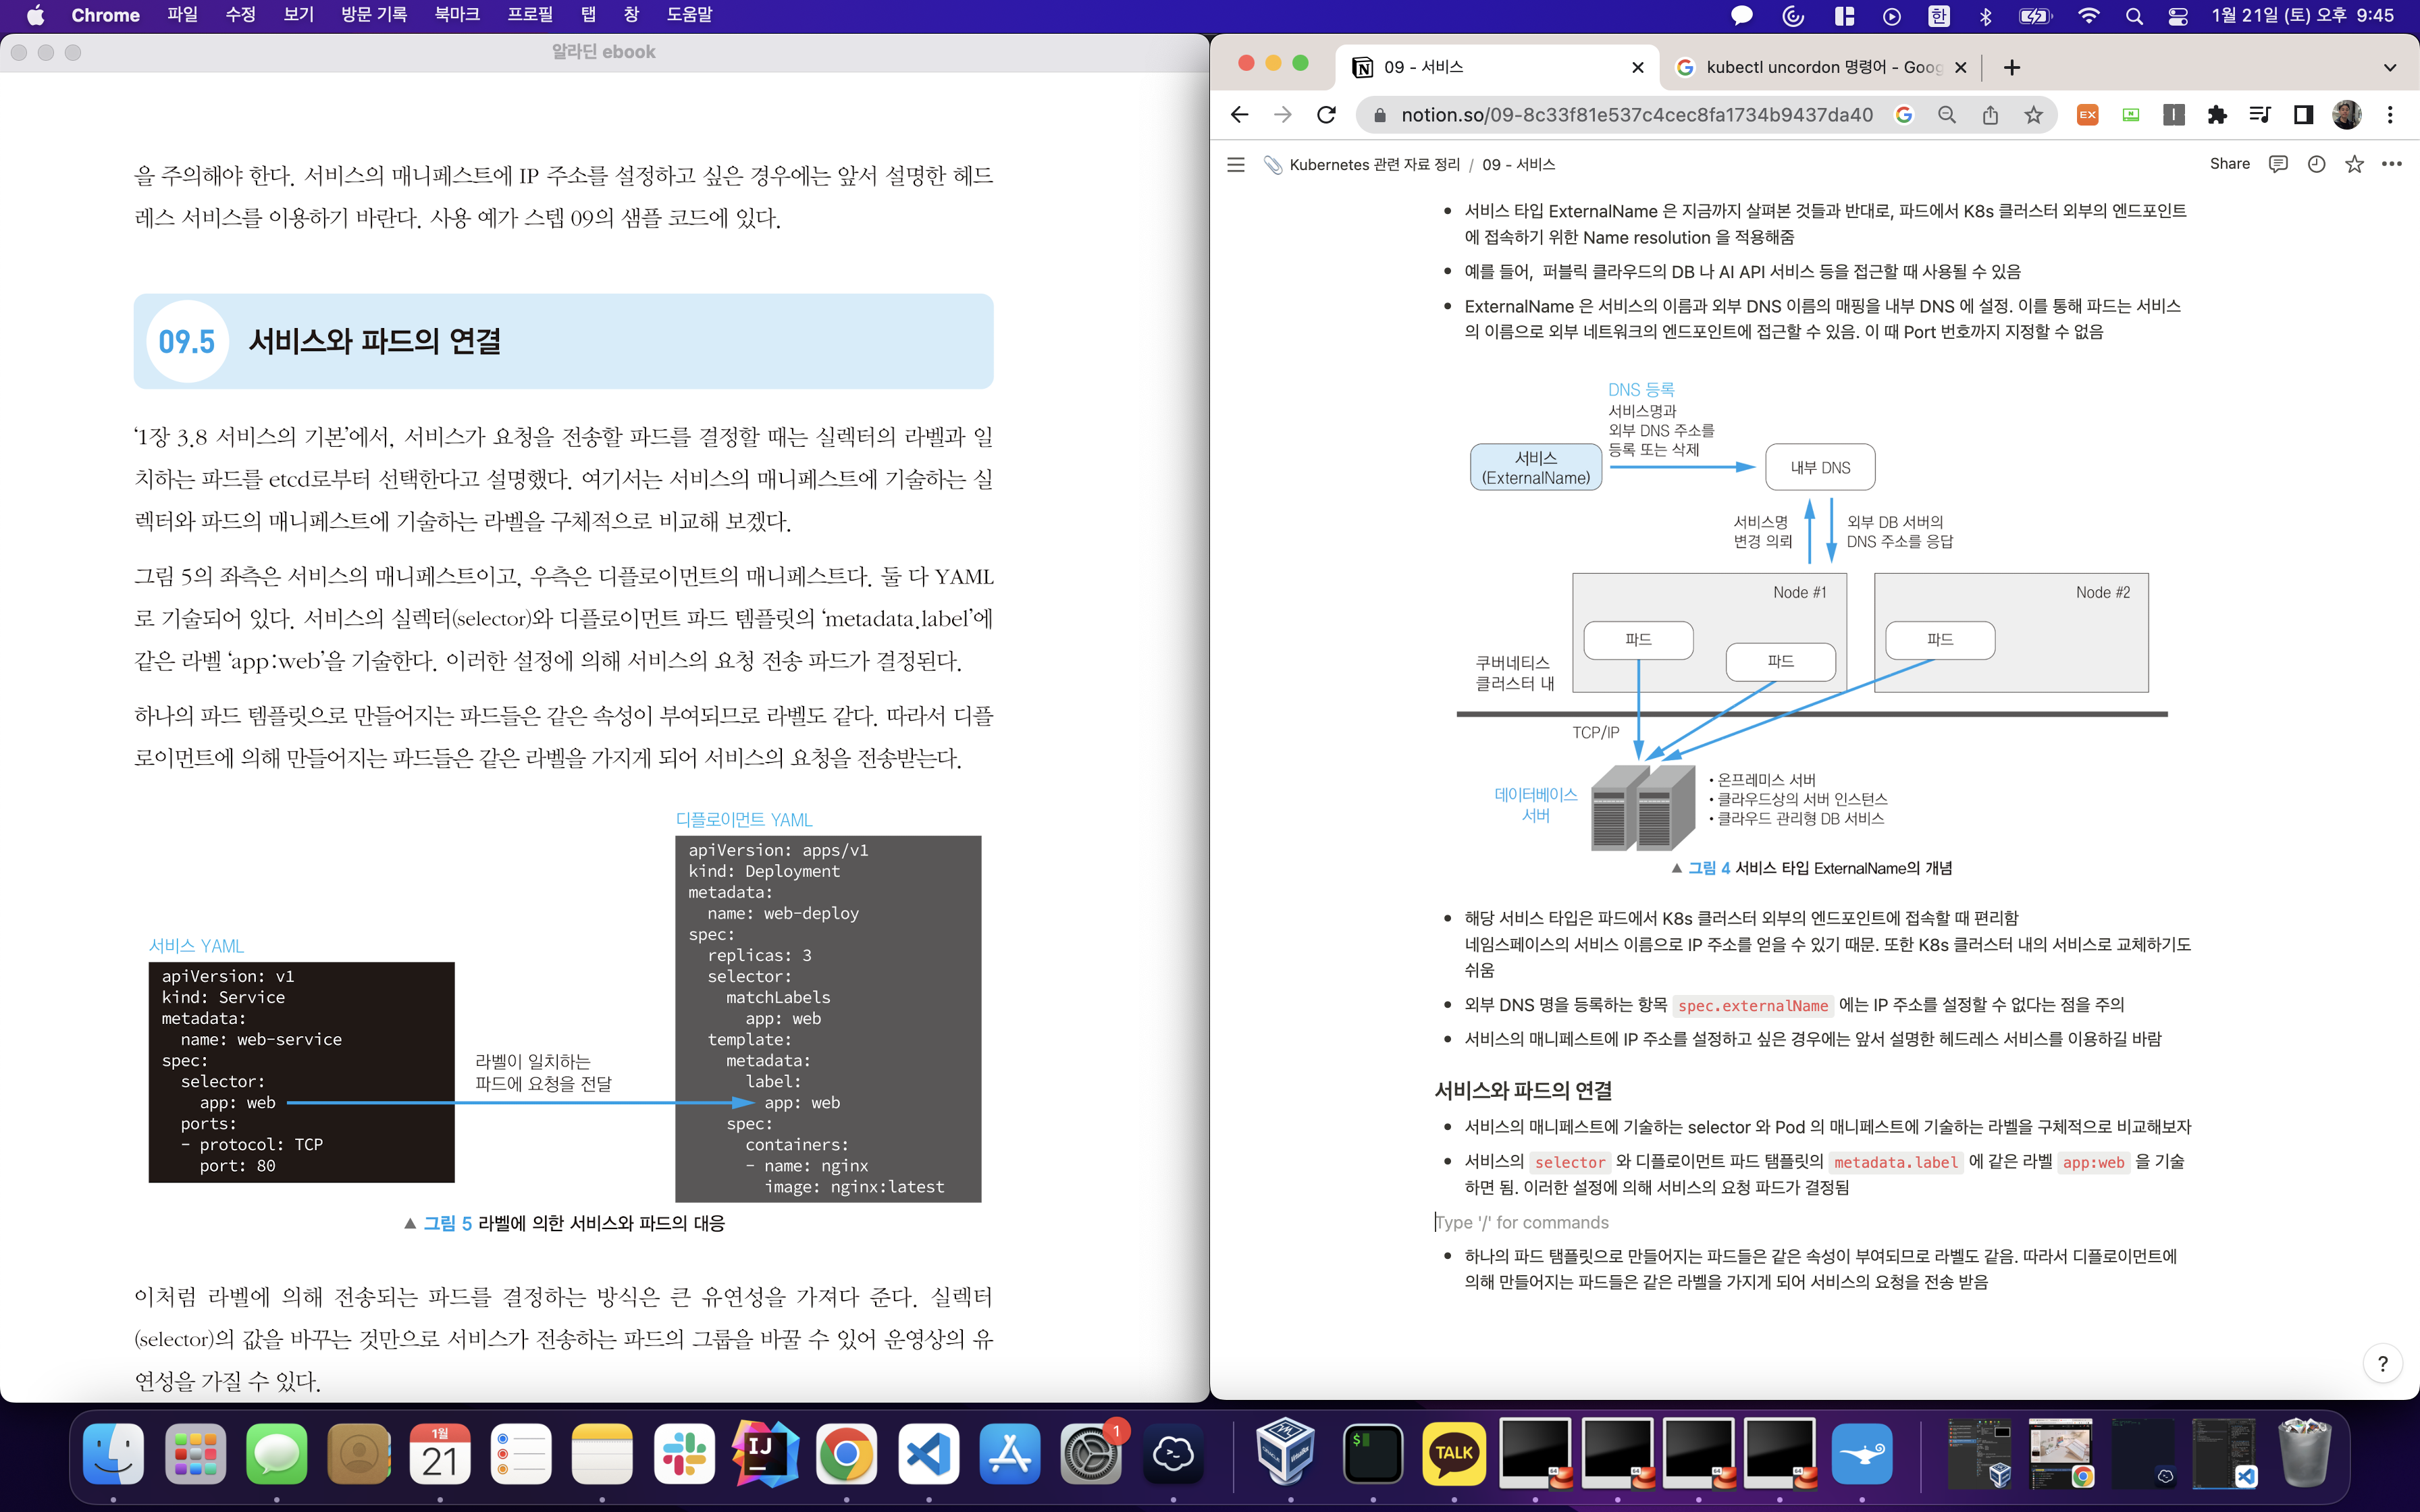 Chrome 파일 수정 보기 방문 기록 북마크 프로필 탭 창 도움말
한 1월 21일 (토) 오후 9:45
알라딘 ebook
을 주의해야 한다. 서비스의 매니페스트에 IP 주소를 설정하고 싶은 경우에는 앞서 설명한 헤드
레스 서비스를 이용하기 바란다. 사용 예가 스텝 09의 샘플 코드에 있다.
09.5 서비스와 파드의 연결
‘1장 3.8 서비스의 기본’에서, 서비스가 요청을 전송할 파드를 결정할 때는 실렉터의 라벨과 일
치하는 파드를 etcd로부터 선택한다고 설명했다. 여기서는 서비스의 매니페스트에 기술하는 실
렉터와 파드의 매니페스트에 기술하는 라벨을 구체적으로 비교해 보겠다.
그림 5의 좌측은 서비스의 매니페스트이고, 우측은 디플로이먼트의 매니페스트다. 둘 다 YAML
로 기술되어 있다. 서비스의 실렉터(selector)와 디플로이먼트 파드 템플릿의 ‘metadata.label’에
같은 라벨 ‘app:web’을 기술한다. 이러한 설정에 의해 서비스의 요청 전송 파드가 결정된다.
하나의 파드 템플릿으로 만들어지는 파드들은 같은 속성이 부여되므로 라벨도 같다. 따라서 디플
로이먼트에 의해 만들어지는 파드들은 같은 라벨을 가지게 되어 서비스의 요청을 전송받는다.
서비스 YAML
apiVersion: v1
kind: Service
metadata:
  name: web-service
spec:
  selector:
    app: web
  ports:
  - protocol: TCP
    port: 80
라벨이 일치하는
파드에 요청을 전달
디플로이먼트 YAML
apiVersion: apps/v1
kind: Deployment
metadata:
  name: web-deploy
spec:
  replicas: 3
  selector:
    matchLabels
      app: web
  template:
    metadata:
      label:
        app: web
    spec:
      containers:
      - name: nginx
        image: nginx:latest
▲ 그림 5 라벨에 의한 서비스와 파드의 대응
이처럼 라벨에 의해 전송되는 파드를 결정하는 방식은 큰 유연성을 가져다 준다. 실렉터
(selector)의 값을 바꾸는 것만으로 서비스가 전송하는 파드의 그룹을 바꿀 수 있어 운영상의 유
연성을 가질 수 있다.
09 - 서비스
kubectl uncordon 명령어 - Goog
notion.so/09-8c33f81e537c4cec8fa1734b9437da40
EX
Kubernetes 관련 자료 정리 / 09 - 서비스
Share
• 서비스 타입 ExternalName 은 지금까지 살펴본 것들과 반대로, 파드에서 K8s 클러스터 외부의 엔드포인트
에 접속하기 위한 Name resolution 을 적용해줌
• 예를 들어, 퍼블릭 클라우드의 DB 나 AI API 서비스 등을 접근할 때 사용될 수 있음
• ExternalName 은 서비스의 이름과 외부 DNS 이름의 매핑을 내부 DNS 에 설정. 이를 통해 파드는 서비스
의 이름으로 외부 네트워크의 엔드포인트에 접근할 수 있음. 이 때 Port 번호까지 지정할 수 없음
DNS 등록
서비스명과
외부 DNS 주소를
등록 또는 삭제
서비스
(ExternalName)
내부 DNS
서비스명
변경 의뢰
외부 DB 서버의
DNS 주소를 응답
Node #1
Node #2
파드
파드
파드
쿠버네티스
클러스터 내
TCP/IP
데이터베이스
서버
• 온프레미스 서버
• 클라우드상의 서버 인스턴스
• 클라우드 관리형 DB 서비스
▲ 그림 4 서비스 타입 ExternalName의 개념
• 해당 서비스 타입은 파드에서 K8s 클러스터 외부의 엔드포인트에 접속할 때 편리함
네임스페이스의 서비스 이름으로 IP 주소를 얻을 수 있기 때문. 또한 K8s 클러스터 내의 서비스로 교체하기도
쉬움
• 외부 DNS 명을 등록하는 항목 spec.externalName 에는 IP 주소를 설정할 수 없다는 점을 주의
• 서비스의 매니페스트에 IP 주소를 설정하고 싶은 경우에는 앞서 설명한 헤드레스 서비스를 이용하길 바람
서비스와 파드의 연결
• 서비스의 매니페스트에 기술하는 selector 와 Pod 의 매니페스트에 기술하는 라벨을 구체적으로 비교해보자
• 서비스의 selector 와 디플로이먼트 파드 탬플릿의 metadata.label 에 같은 라벨 app:web 을 기술
하면 됨. 이러한 설정에 의해 서비스의 요청 파드가 결정됨
Type '/' for commands
• 하나의 파드 탬플릿으로 만들어지는 파드들은 같은 속성이 부여되므로 라벨도 같음. 따라서 디플로이먼트에
의해 만들어지는 파드들은 같은 라벨을 가지게 되어 서비스의 요청을 전송 받음
?
1월
21
IJ
1
$
TALK